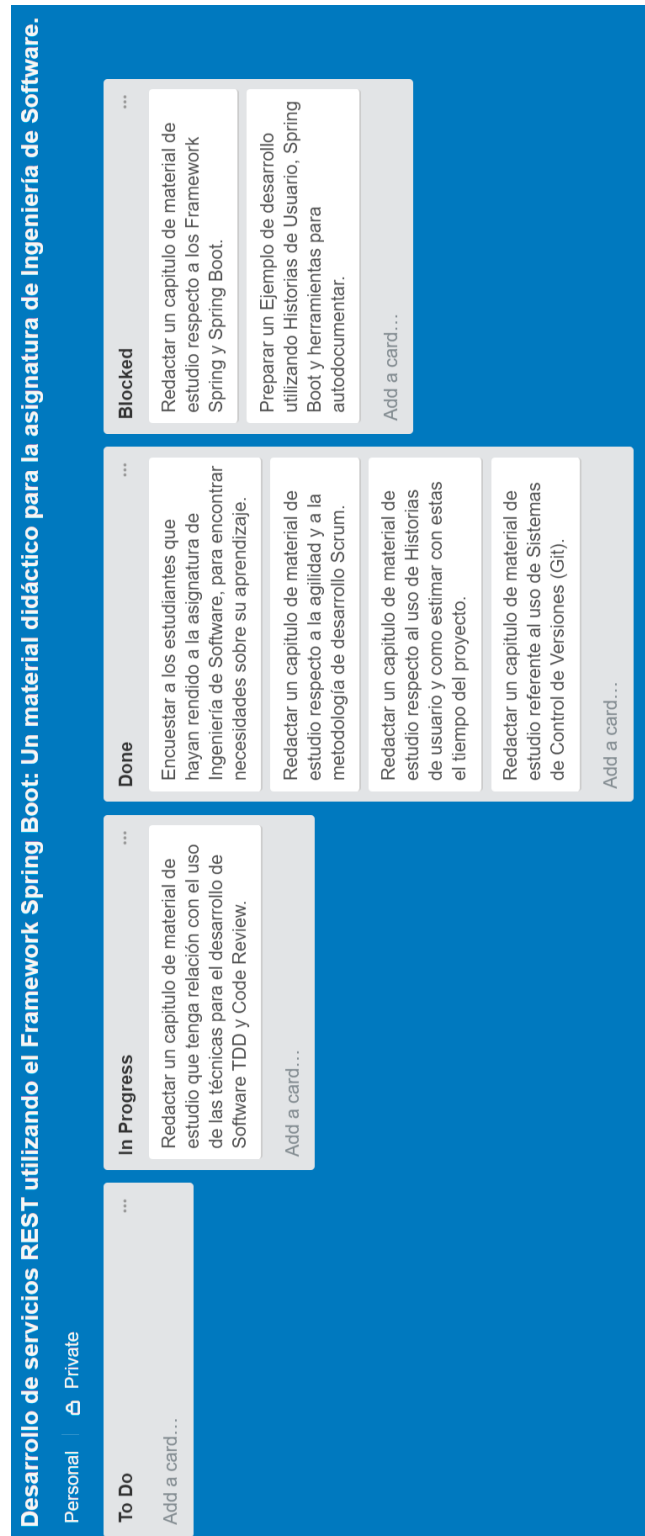 Desarrollo de servicios REST utilizando el Framework Spring Boot: Un material didáctico para la asignatura de Ingeniería de Software.
Personal
Private
To Do
...
Add a card...
In Progress
...
Redactar un capitulo de material de
estudio que tenga relación con el uso
de las técnicas para el desarrollo de
Software TDD y Code Review.
Add a card...
Done
...
Encuestar a los estudiantes que
hayan rendido a la asignatura de
Ingeniería de Software, para encontrar
necesidades sobre su aprendizaje.
Redactar un capitulo de material de
estudio respecto a la agilidad y a la
metodología de desarrollo Scrum.
Redactar un capitulo de material de
estudio respecto al uso de Historias
de usuario y como estimar con estas
el tiempo del proyecto.
Redactar un capitulo de material de
estudio referente al uso de Sistemas
de Control de Versiones (Git).
Add a card...
Blocked
...
Redactar un capitulo de material de
estudio respecto a los Framework
Spring y Spring Boot.
Preparar un Ejemplo de desarrollo
utilizando Historias de Usuario, Spring
Boot y herramientas para
autodocumentar.
Add a card...